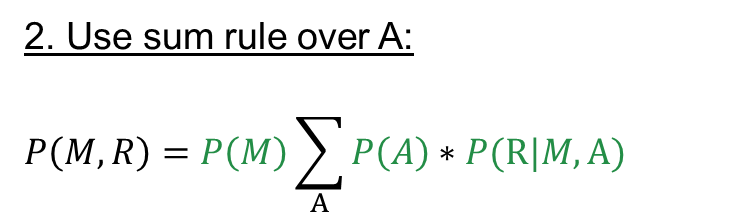 2. Use sum rule over A:
P(M, R) = P(M) ∑ P(A) ∗ P(R|M, A)
A